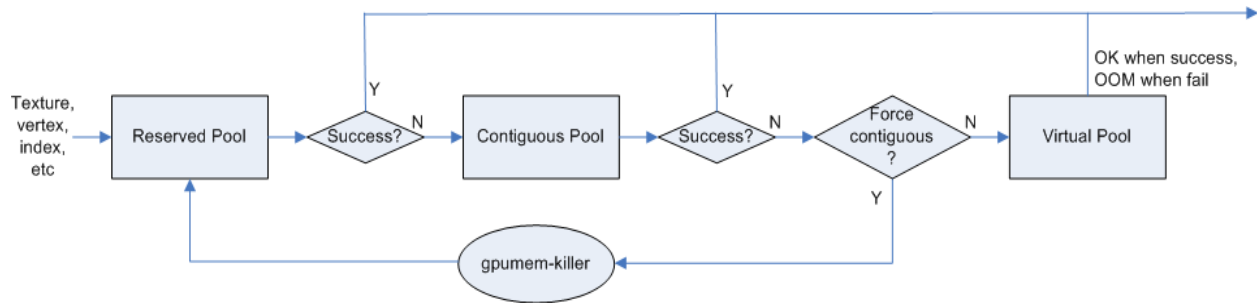 Texture,
vertex,
index,
etc
Reserved Pool
Success?
Y
N
Contiguous Pool
Success?
Y
N
Force
contiguous
?
N
Y
Virtual Pool
OK when success,
OOM when fail
gpumem-killer